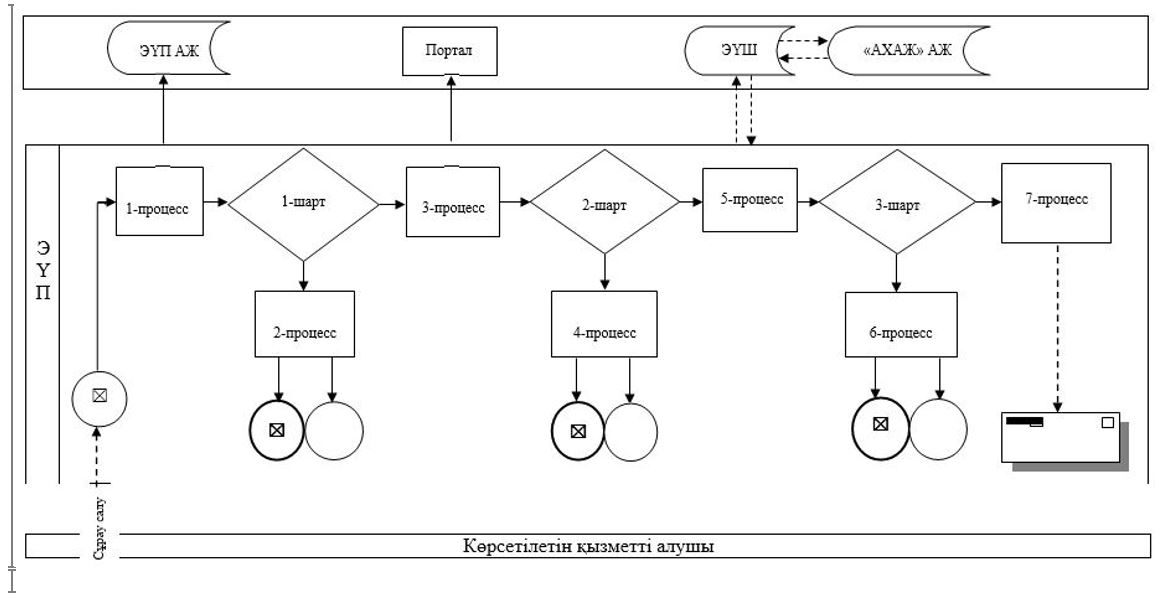 ЭҮП АЖ
Портал
ЭҮШ
«АХАЖ» АЖ
ЭҮП
1-процесс
1-шарт
3-процесс
2-шарт
5-процесс
3-шарт
7-процесс
2-процесс
4-процесс
6-процесс
Сұрау салу
Көрсетілетін қызметті алушы